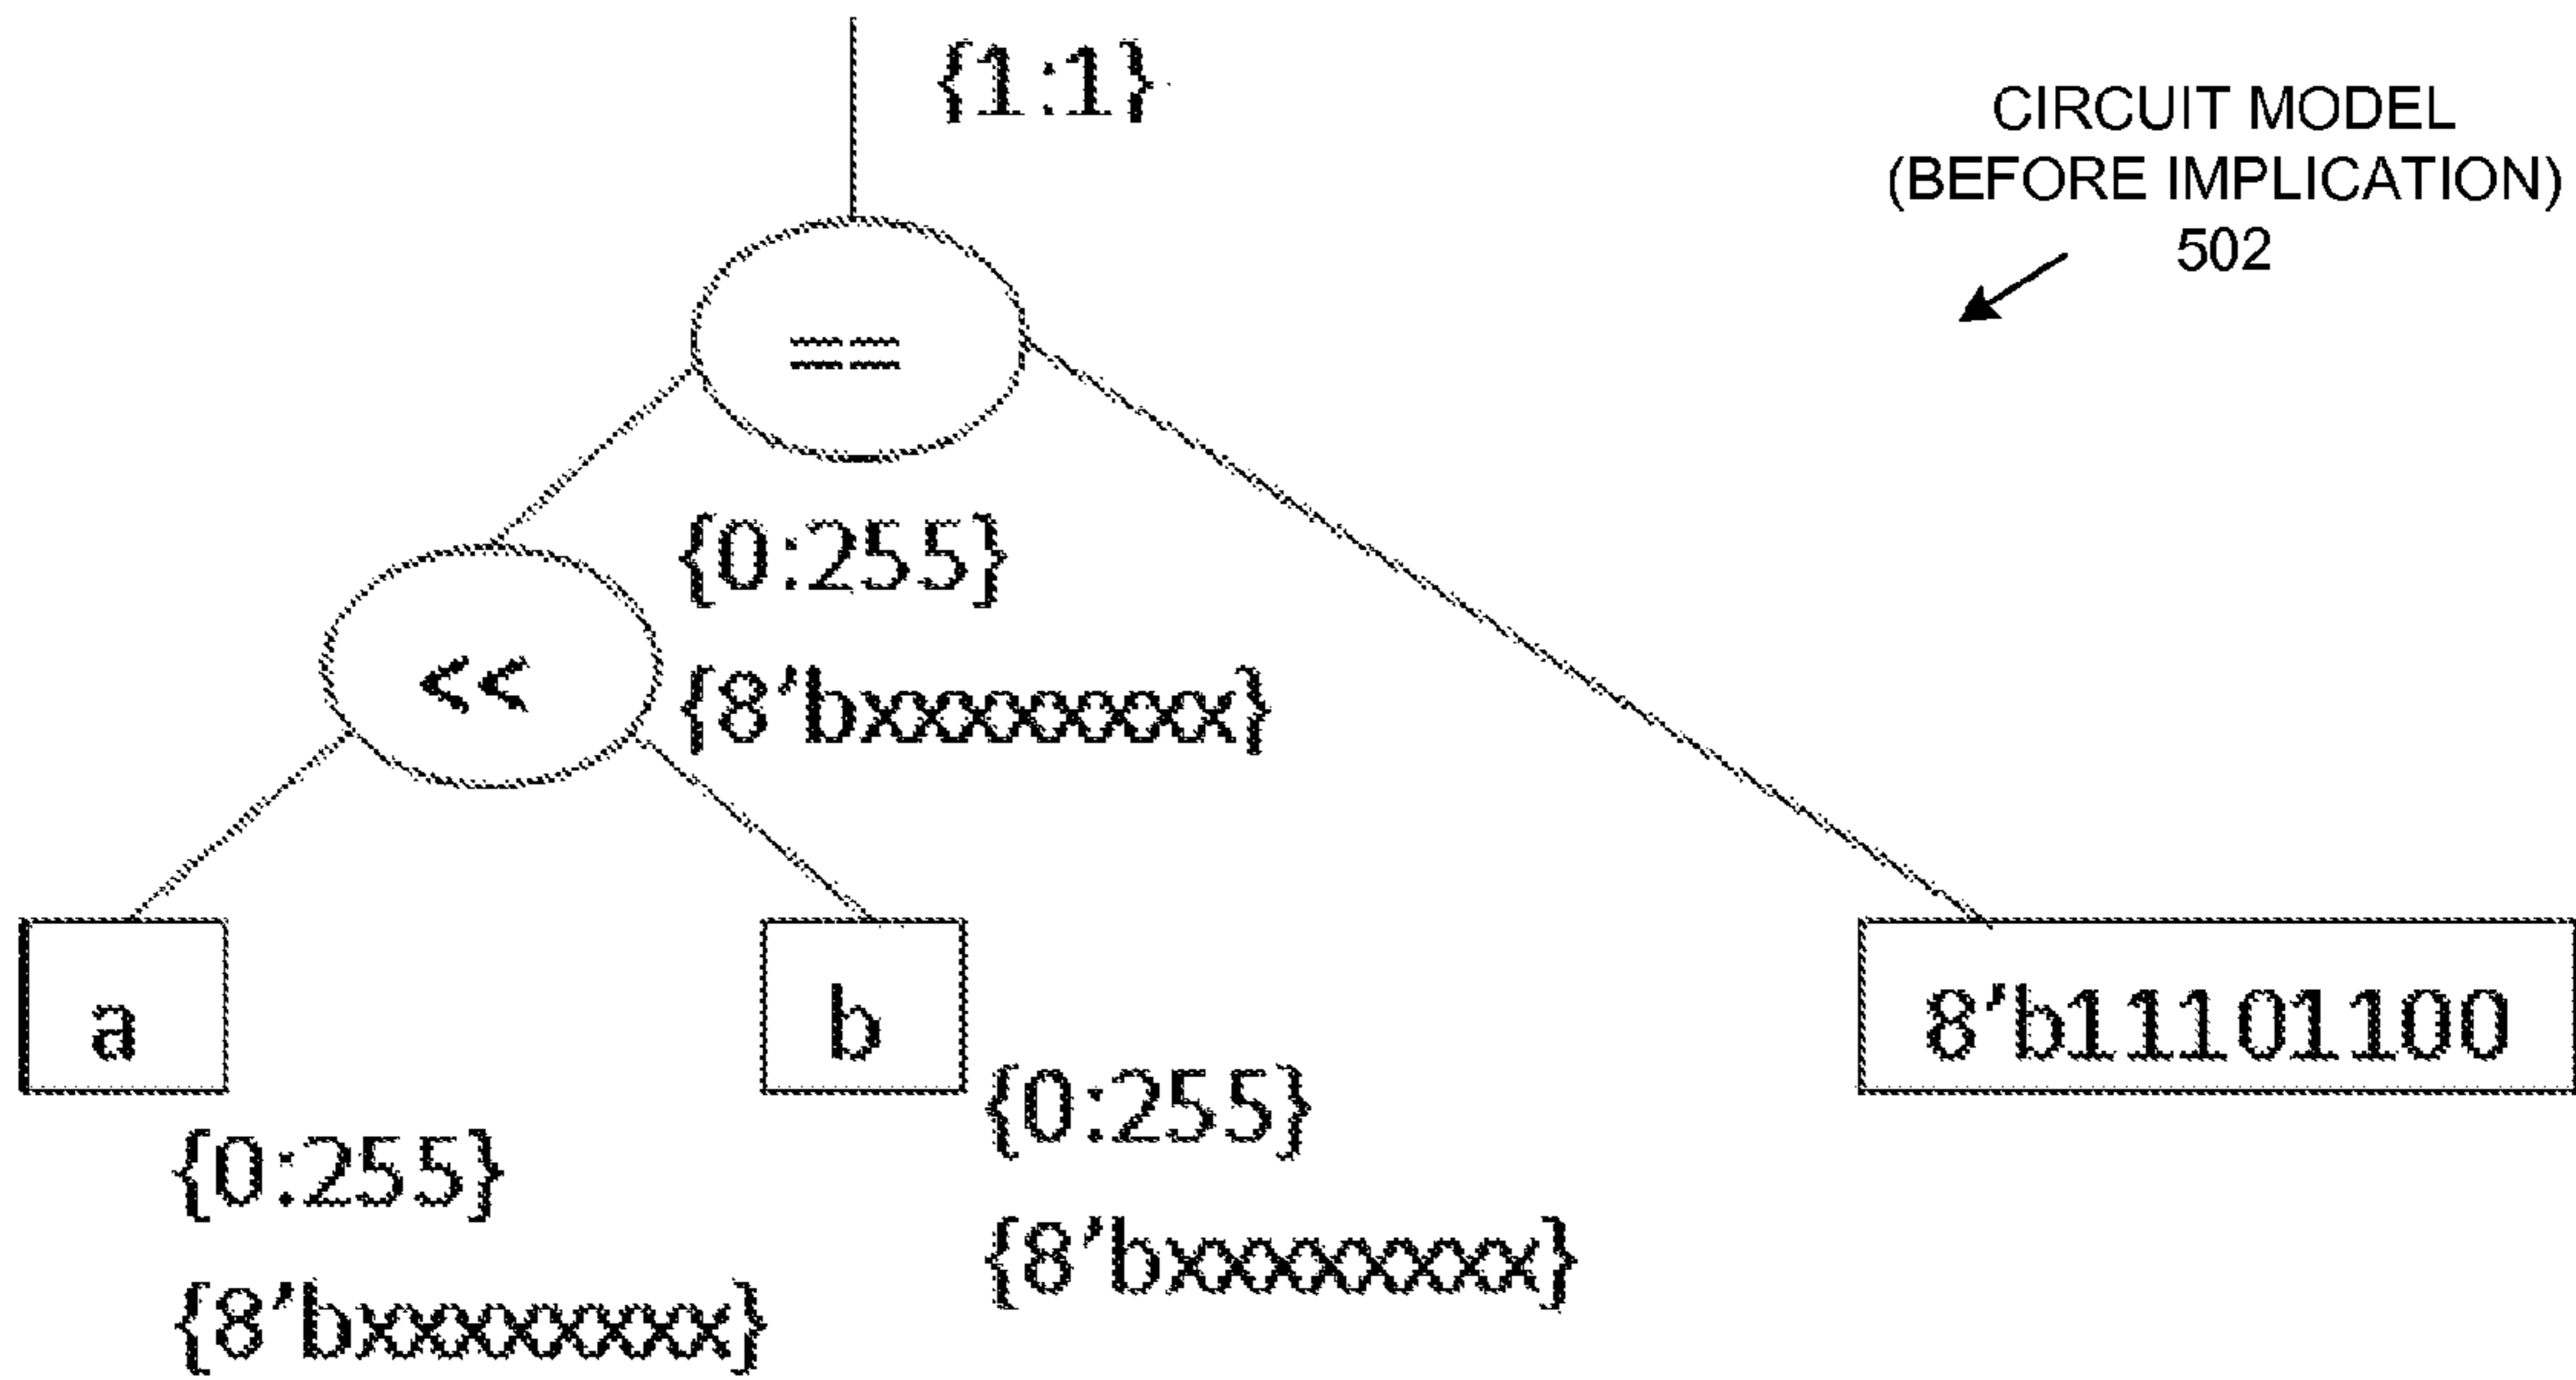 {1:1}
CIRCUIT MODEL
(BEFORE IMPLICATION)
502
==
{0:255}
<<
{8'bxxxxxxxx}
a
b
8'b11101100
{0:255}
{0:255}
{8'bxxxxxxxx}
{8'bxxxxxxxx}